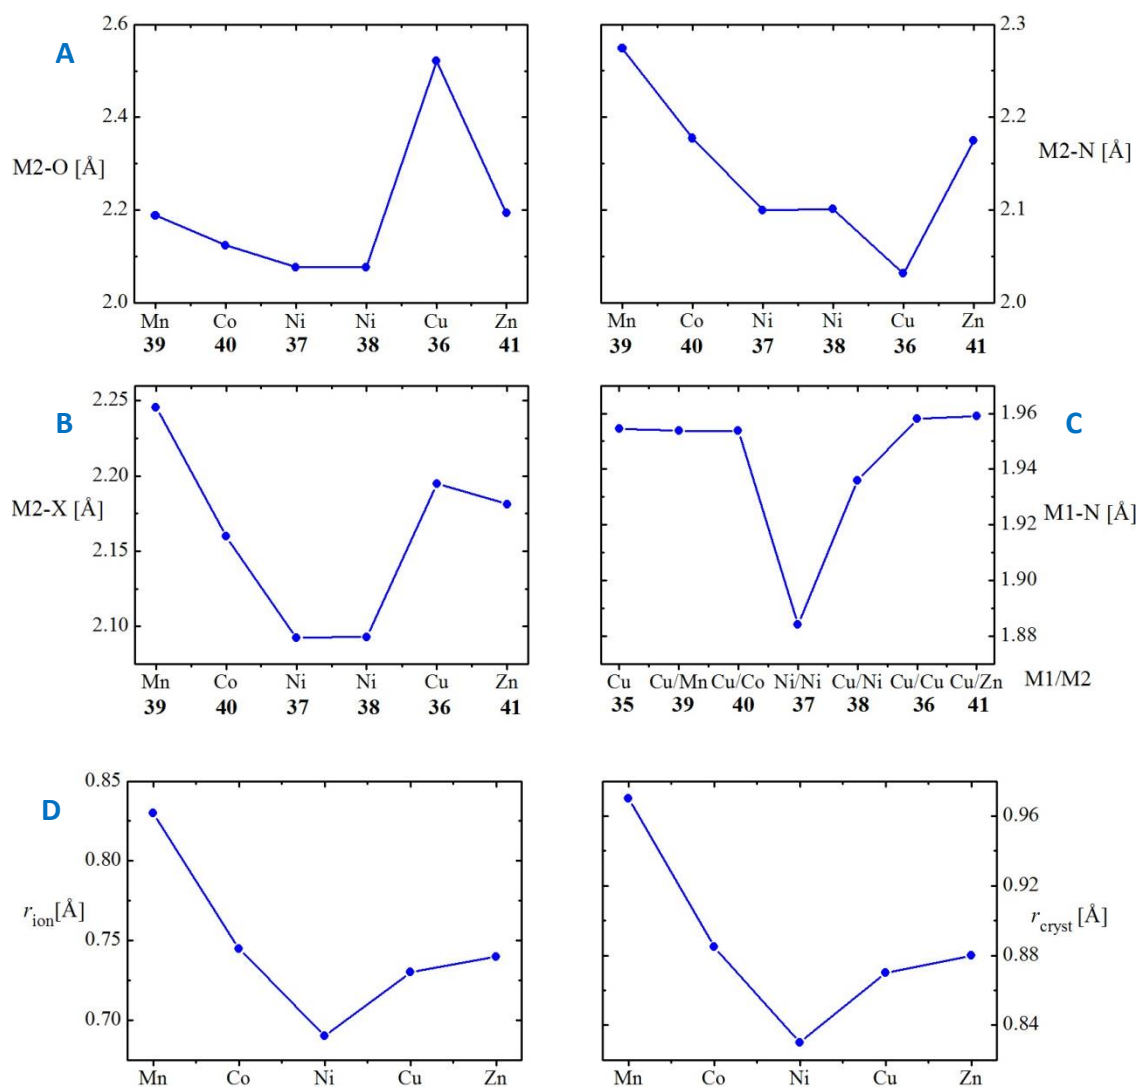 A
M2-O [Å]
2.6
2.4
2.2
2.0
Mn Co Ni Ni Cu Zn
39 40 37 38 36 41
2.3
2.2
2.1
2.0
M2-N [Å]
Mn Co Ni Ni Cu Zn
39 40 37 38 36 41
B
M2-X [Å]
2.25
2.20
2.15
2.10
Mn Co Ni Ni Cu Zn
39 40 37 38 36 41
C
1.96
1.94
1.92
1.90
1.88
M1-N [Å]
Cu Cu/Mn Cu/Co Ni/Ni Cu/Ni Cu/Cu Cu/Zn M1/M2
35 39 40 37 38 36 41
D
r ion [Å]
0.85
0.80
0.75
0.70
Mn Co Ni Cu Zn
0.96
0.92
0.88
0.84
r cryst [Å]
Mn Co Ni Cu Zn